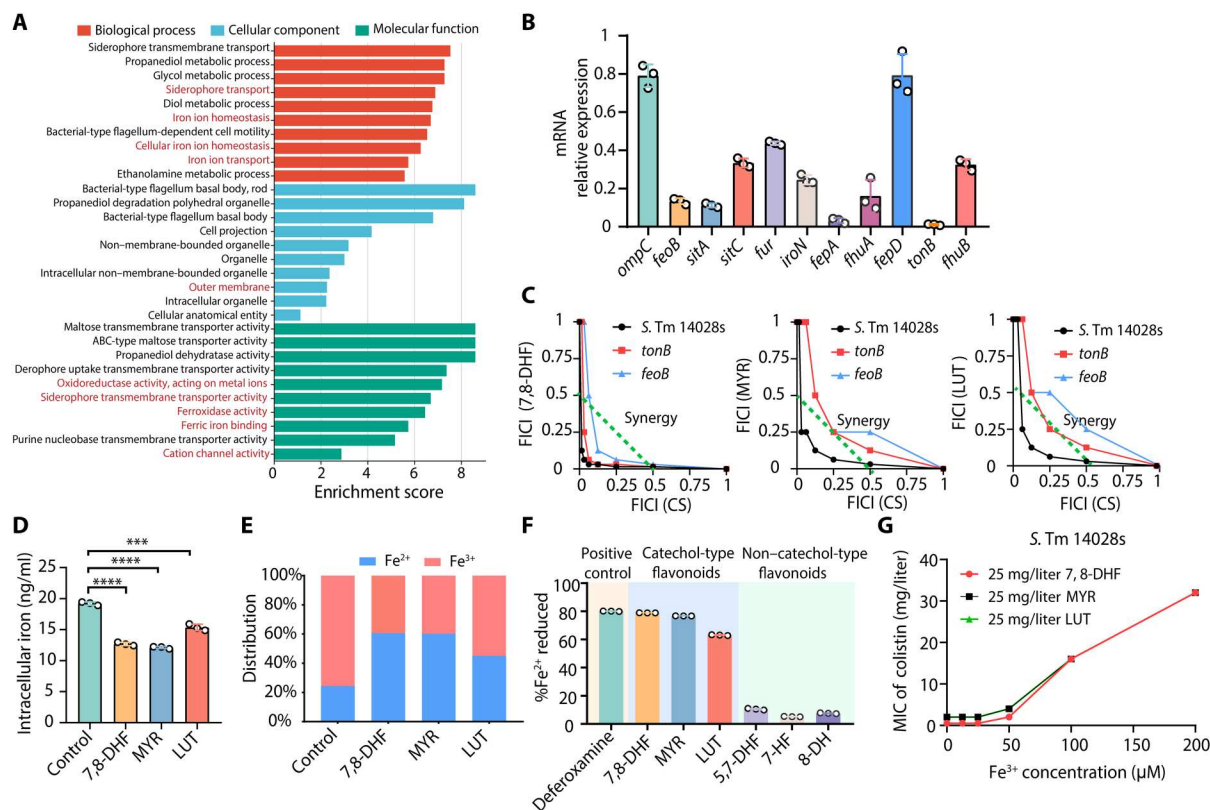 A
Biological process Cellular component Molecular function
Siderophore transmembrane transport
Propanediol metabolic process
Glycol metabolic process
Siderophore transport
Diol metabolic process
Iron ion homeostasis
Bacterial-type flagellum-dependent cell motility
Cellular iron ion homeostasis
Iron ion transport
Ethanolamine metabolic process
Bacterial-type flagellum basal body, rod
Propanediol degradation polyhedral organelle
Bacterial-type flagellum basal body
Cell projection
Non–membrane-bounded organelle
Organelle
Intracellular non–membrane-bounded organelle
Outer membrane
Intracellular organelle
Cellular anatomical entity
Maltose transmembrane transporter activity
ABC-type maltose transporter activity
Propanediol dehydratase activity
Derophore uptake transmembrane transporter activity
Oxidoreductase activity, acting on metal ions
Siderophore transmembrane transporter activity
Ferroxidase activity
Ferric iron binding
Purine nucleobase transmembrane transporter activity
Cation channel activity
0 2 4 6 8
Enrichment score
B
mRNA
relative expression
1
0.8
0.6
0.4
0.2
0
ompC feoB sitA sitC fur iroN fepA fhuA fepD tonB fhuB
C
FICI (7,8-DHF)
1
0.75
0.5
0.25
0
S. Tm 14028s
tonB
feoB
Synergy
0 0.25 0.5 0.75 1
FICI (CS)
FICI (MYR)
1
0.75
0.50
0.25
0
S. Tm 14028s
tonB
feoB
Synergy
0 0.25 0.5 0.75 1
FICI (CS)
FICI (LUT )
1
0.75
0.5
0.25
0
S. Tm 14028s
tonB
feoB
Synergy
0 0.25 0.5 0.75 1
FICI (CS)
D
Intracellular iron (ng/ml)
25
20
15
10
5
0
***
****
****
Control 7,8-DHF MYR LUT
E
Fe2+ Fe3+
Distribution
100%
80%
60%
40%
20%
0%
Control 7,8-DHF MYR LUT
F
Positive control
Catechol-type flavonoids
Non–catechol-type flavonoids
%Fe2+ reduced
100
80
60
40
20
0
Deferoxamine 7,8-DHF MYR LUT 5,7-DHF 7-HF 8-DH
G
S. Tm 14028s
MIC of colistin (mg/liter)
40
30
20
10
0
25 mg/liter 7, 8-DHF
25 mg/liter MYR
25 mg/liter LUT
0 50 100 150 200
Fe3+ concentration (µM)